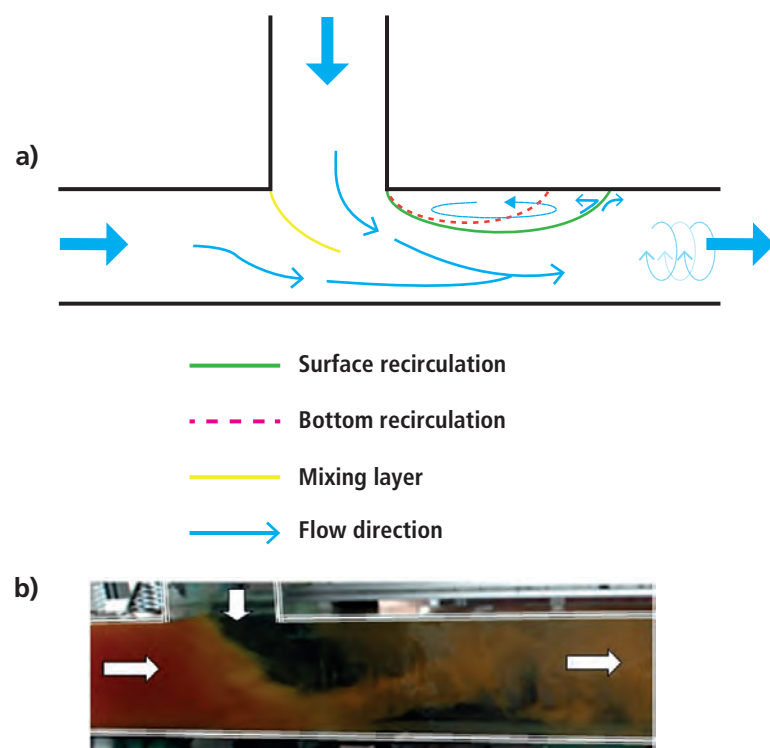 a)
Surface recirculation
Bottom recirculation
Mixing layer
Flow direction
b)